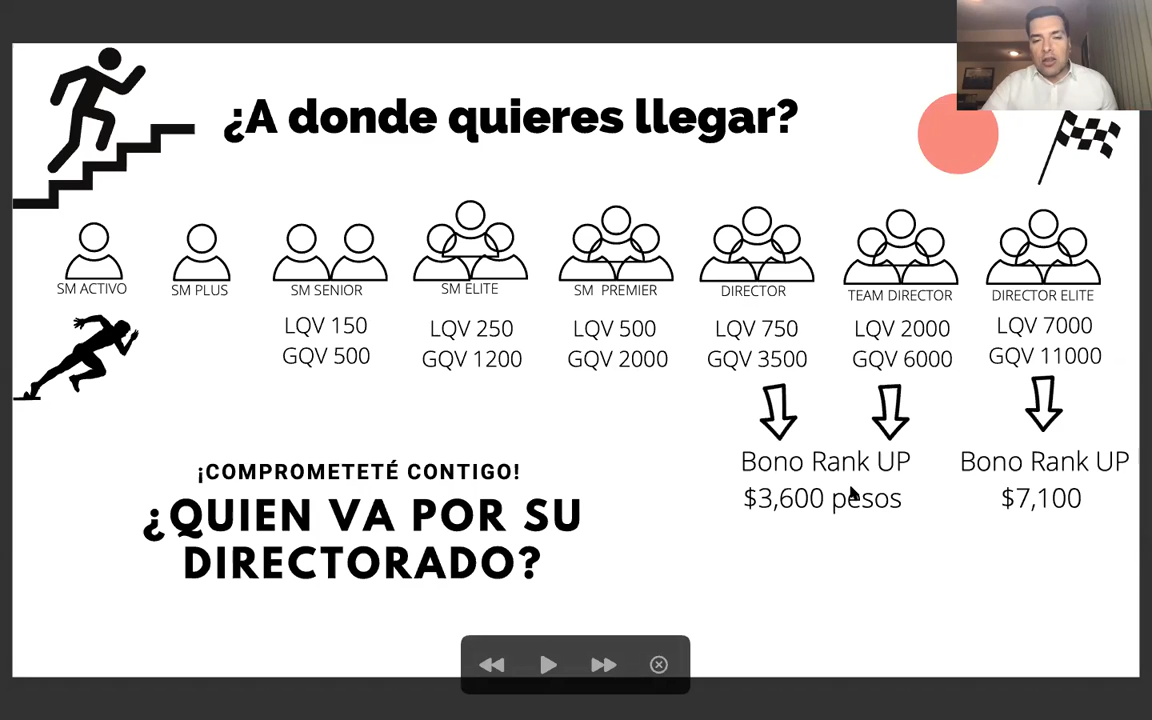 ¿A donde quieres llegar?
SM ACTIVO
SM PLUS
SM SENIOR
SM ELITE
SM PREMIER
DIRECTOR
TEAM DIRECTOR
DIRECTOR ELITE
LQV 150
GQV 500
LQV 250
GQV 1200
LQV 500
GQV 2000
LQV 750
GQV 3500
LQV 2000
GQV 6000
LQV 7000
GQV 11000
Bono Rank UP
$3,600 pesos
Bono Rank UP
$7,100
¡COMPROMETETÉ CONTIGO!
¿QUIEN VA POR SU
DIRECTORADO?